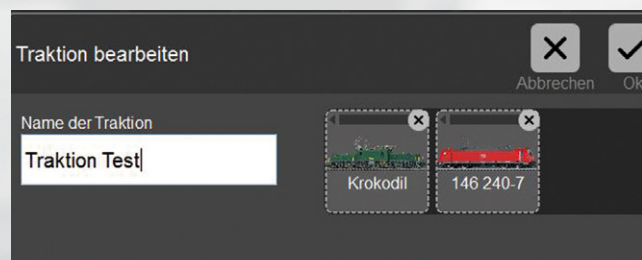 Traktion bearbeiten
Abbrechen
Ok
Name der Traktion
Traktion Test
Krokodil
146 240-7